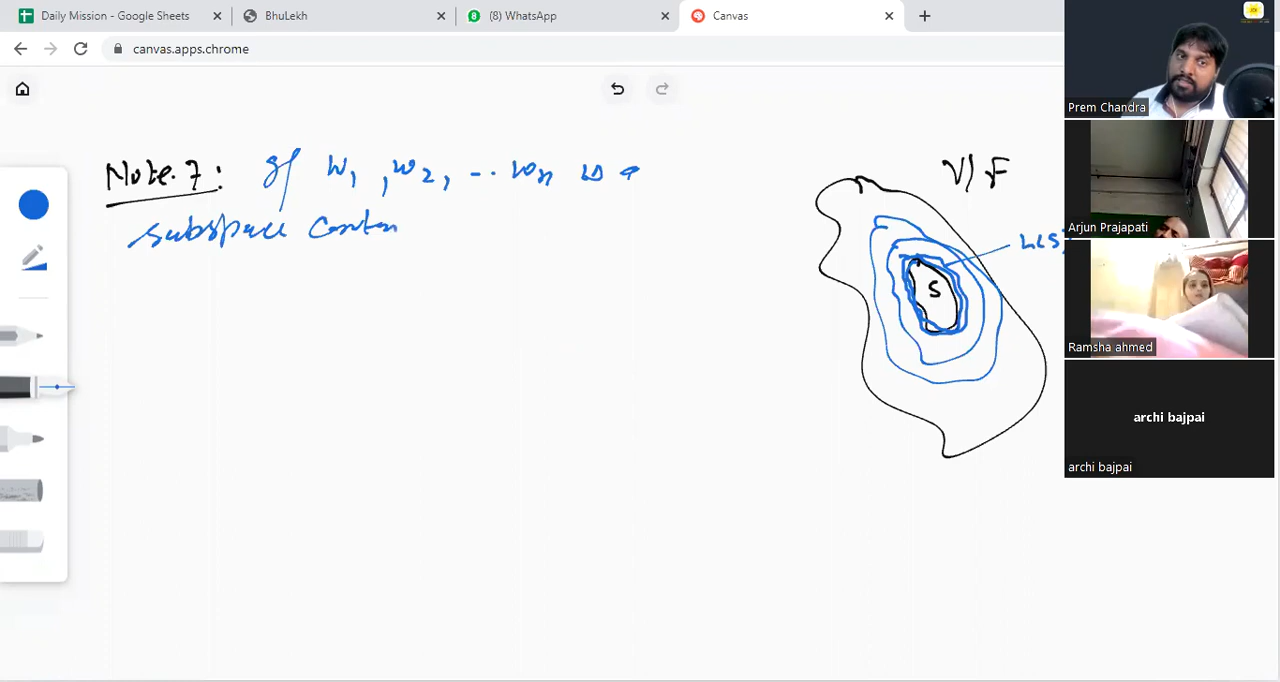 Daily Mission - Google Sheets
BhuLekh
(8) WhatsApp
Canvas
canvas.apps.chrome
Note.7: If W1, W2, ... Wn is a
subspace contain
V/F
S
L(S)
Prem Chandra
Arjun Prajapati
Ramsha ahmed
archi bajpai
archi bajpai